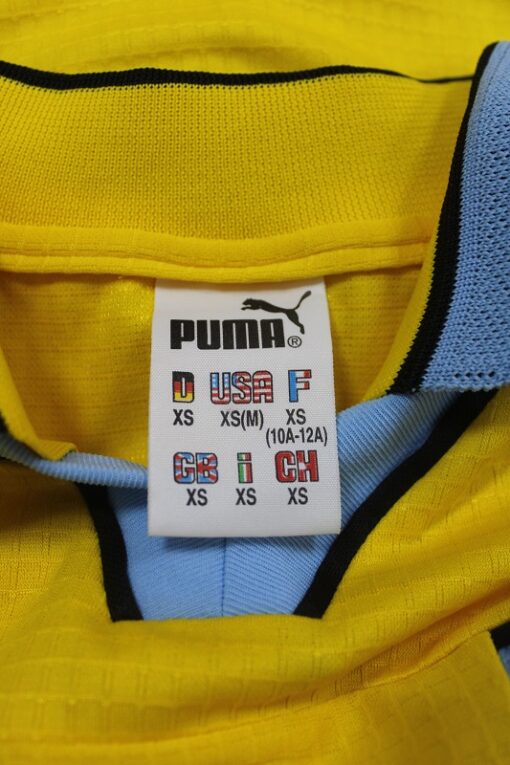 PUMA®
D USA F
XS XS(M) XS
(10A-12A)
GB i CH
XS XS XS